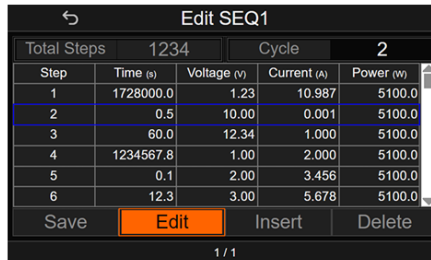 Edit SEQ1
Total Steps 1234 Cycle 2
Step Time (s) Voltage (V) Current (A) Power (W)
1 1728000.0 1.23 10.987 5100.0
2 0.5 10.00 0.001 5100.0
3 60.0 12.34 1.000 5100.0
4 1234567.8 1.00 2.000 5100.0
5 0.1 2.00 3.456 5100.0
6 12.3 3.00 5.678 5100.0
Save Edit Insert Delete
1 / 1